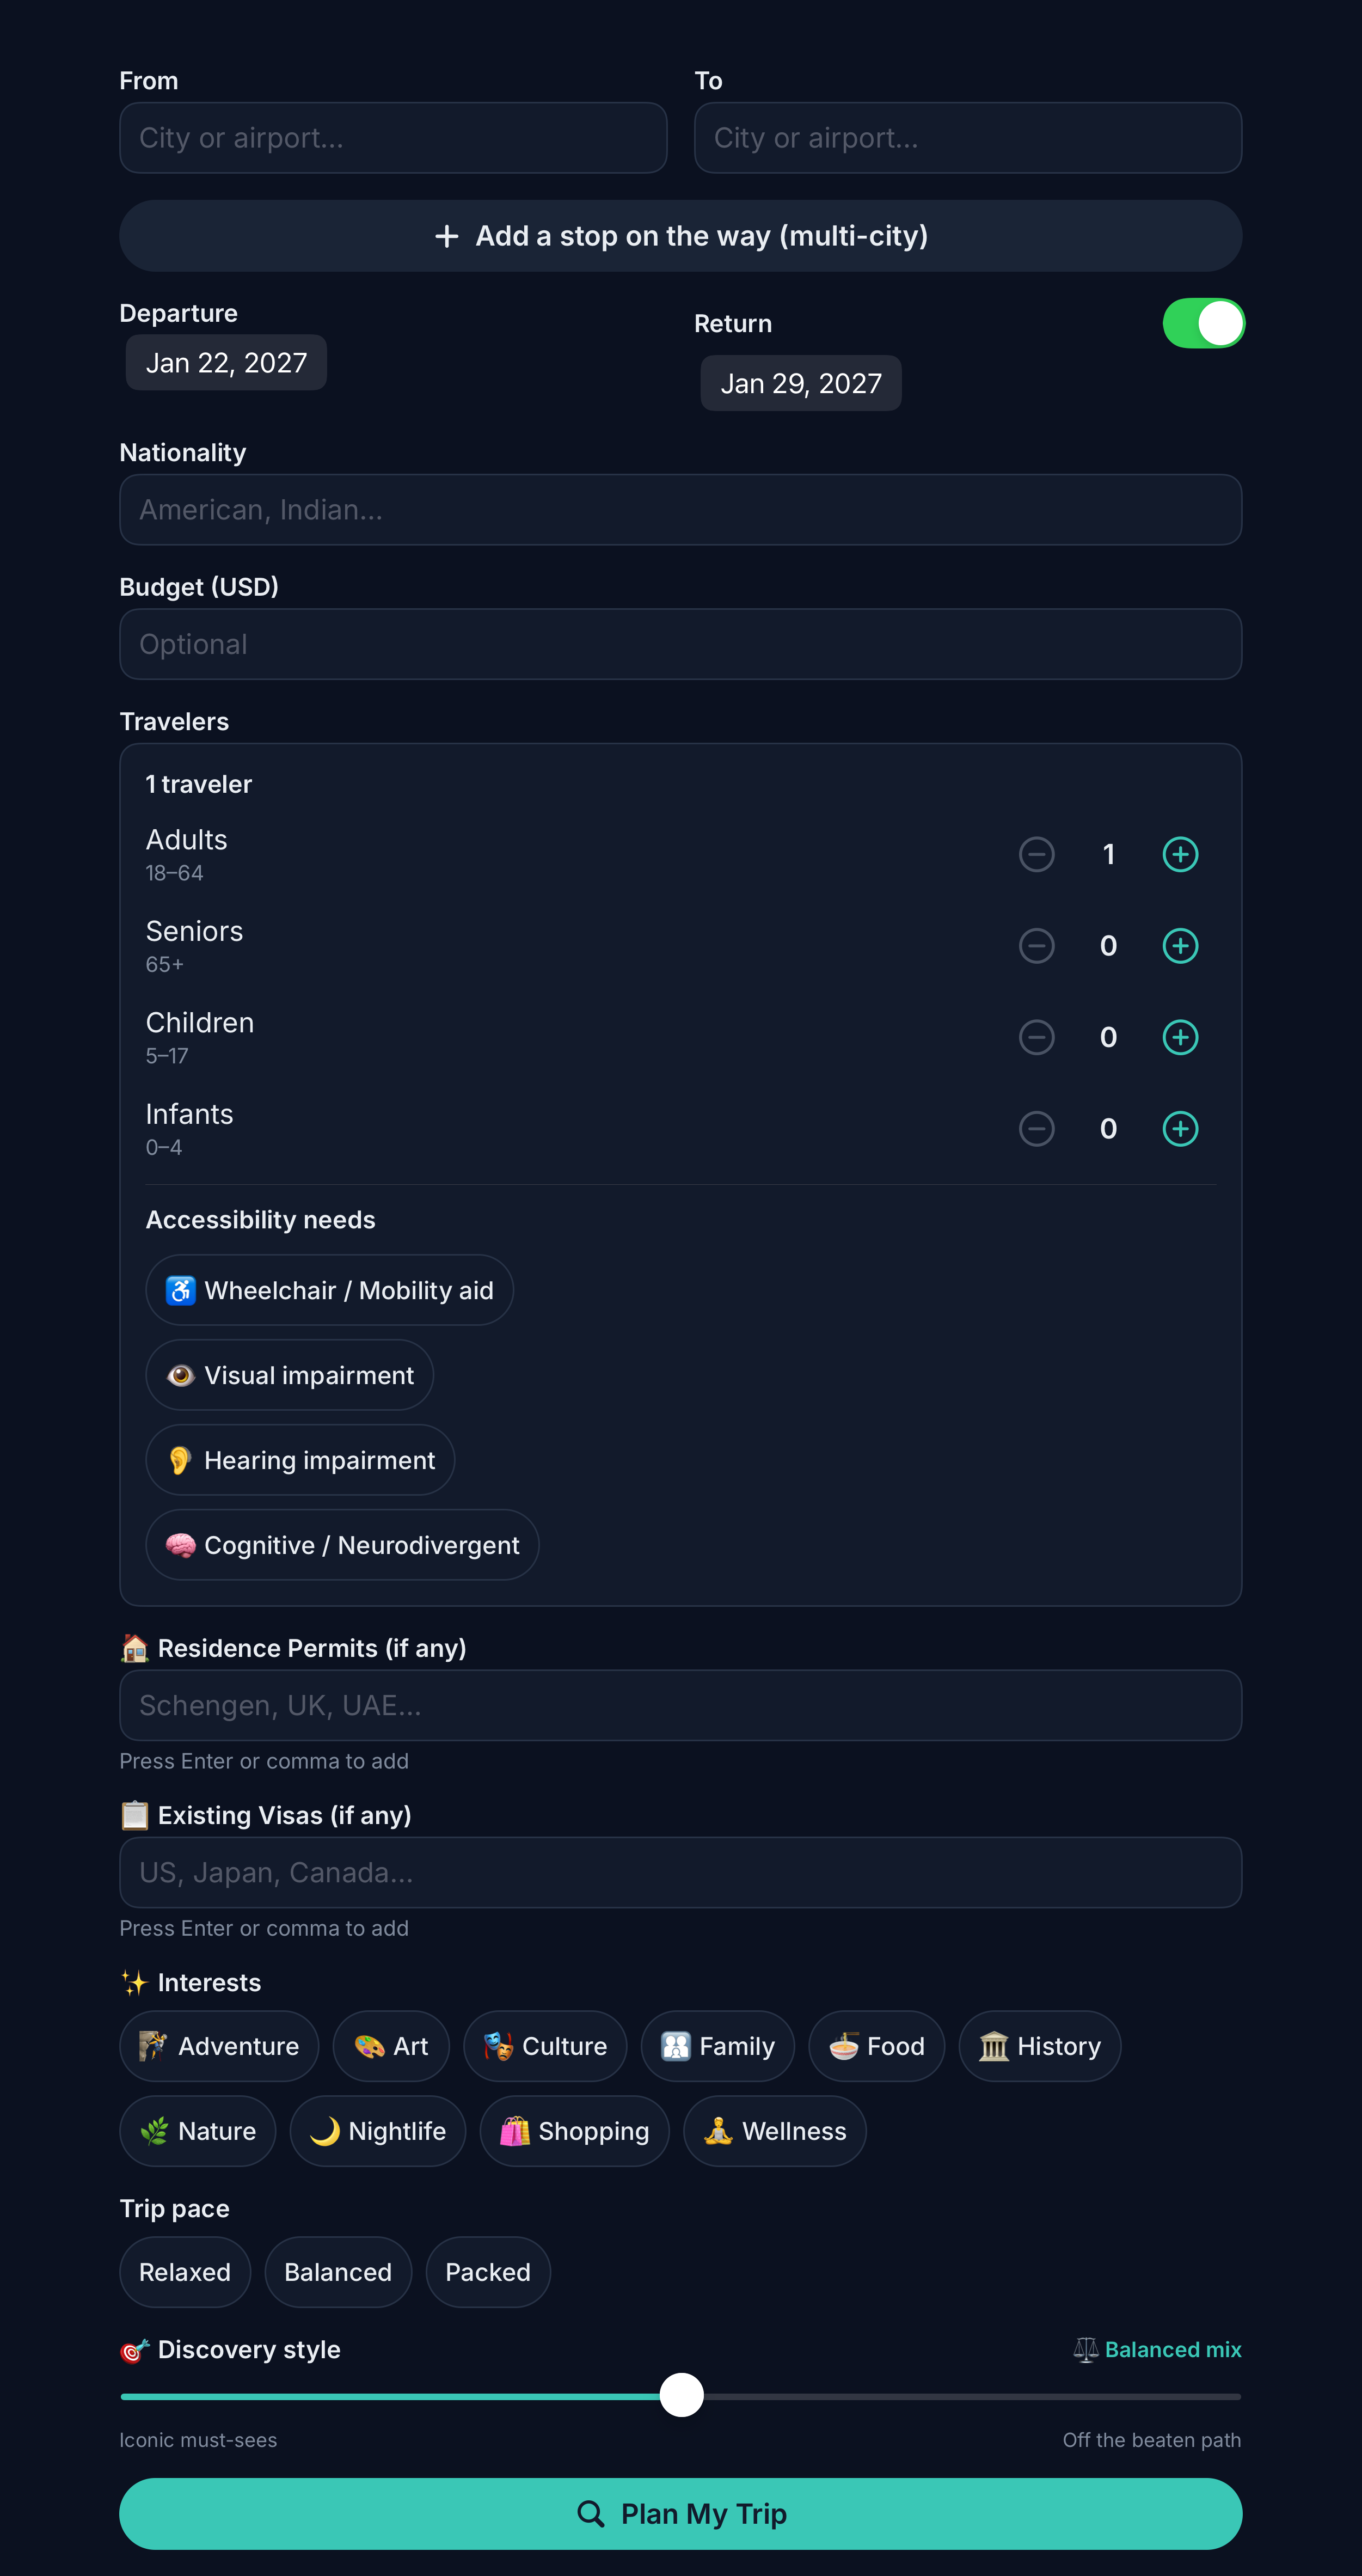 From
To
City or airport...
City or airport...
+ Add a stop on the way (multi-city)
Departure
Return
Jan 22, 2027
Jan 29, 2027
Nationality
American, Indian...
Budget (USD)
Optional
Travelers
1 traveler
Adults
18–64
1
Seniors
65+
0
Children
5–17
0
Infants
0–4
0
Accessibility needs
♿ Wheelchair / Mobility aid
👁️ Visual impairment
👂 Hearing impairment
🧠 Cognitive / Neurodivergent
🏠 Residence Permits (if any)
Schengen, UK, UAE...
Press Enter or comma to add
📋 Existing Visas (if any)
US, Japan, Canada...
Press Enter or comma to add
✨ Interests
🧗 Adventure 🎨 Art 🎭 Culture 👪 Family 🍜 Food 🏛️ History
🌿 Nature 🌙 Nightlife 🛍️ Shopping 🧘 Wellness
Trip pace
Relaxed Balanced Packed
🎯 Discovery style
⚖️ Balanced mix
Iconic must-sees
Off the beaten path
Plan My Trip